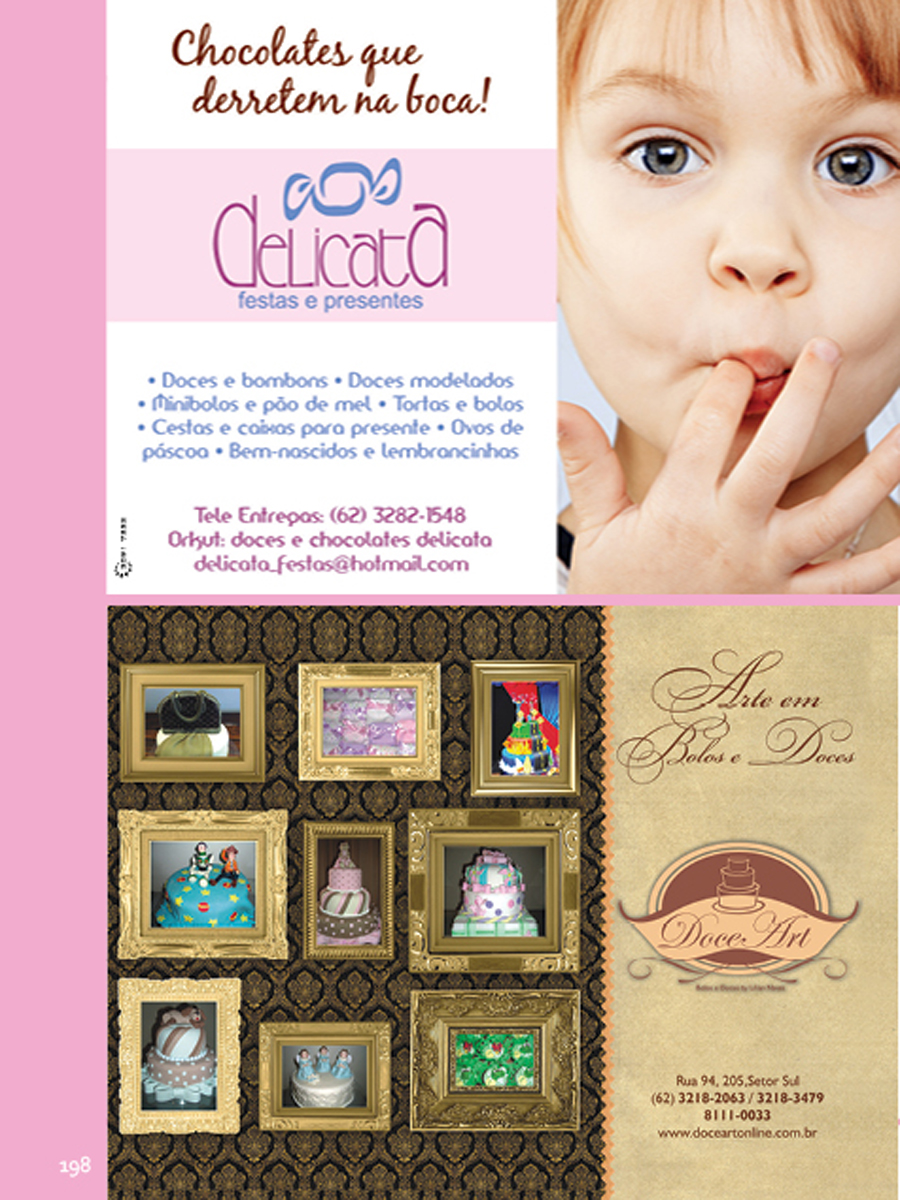 Chocolates que
derretem na boca!
delicata
festas e presentes
• Doces e bombons • Doces modelados
• Minibolos e pão de mel • Tortas e bolos
• Cestas e caixas para presente • Ovos de
páscoa • Bem-nascidos e lembrancinhas
Tele Entregas: (62) 3282-1548
Orkut: doces e chocolates delicata
delicata_festas@hotmail.com
Arte em
Bolos e Doces
Doce Art
Rua 94, 205,Setor Sul
(62) 3218-2063 / 3218-3479
8111-0033
www.doceartonline.com.br
198